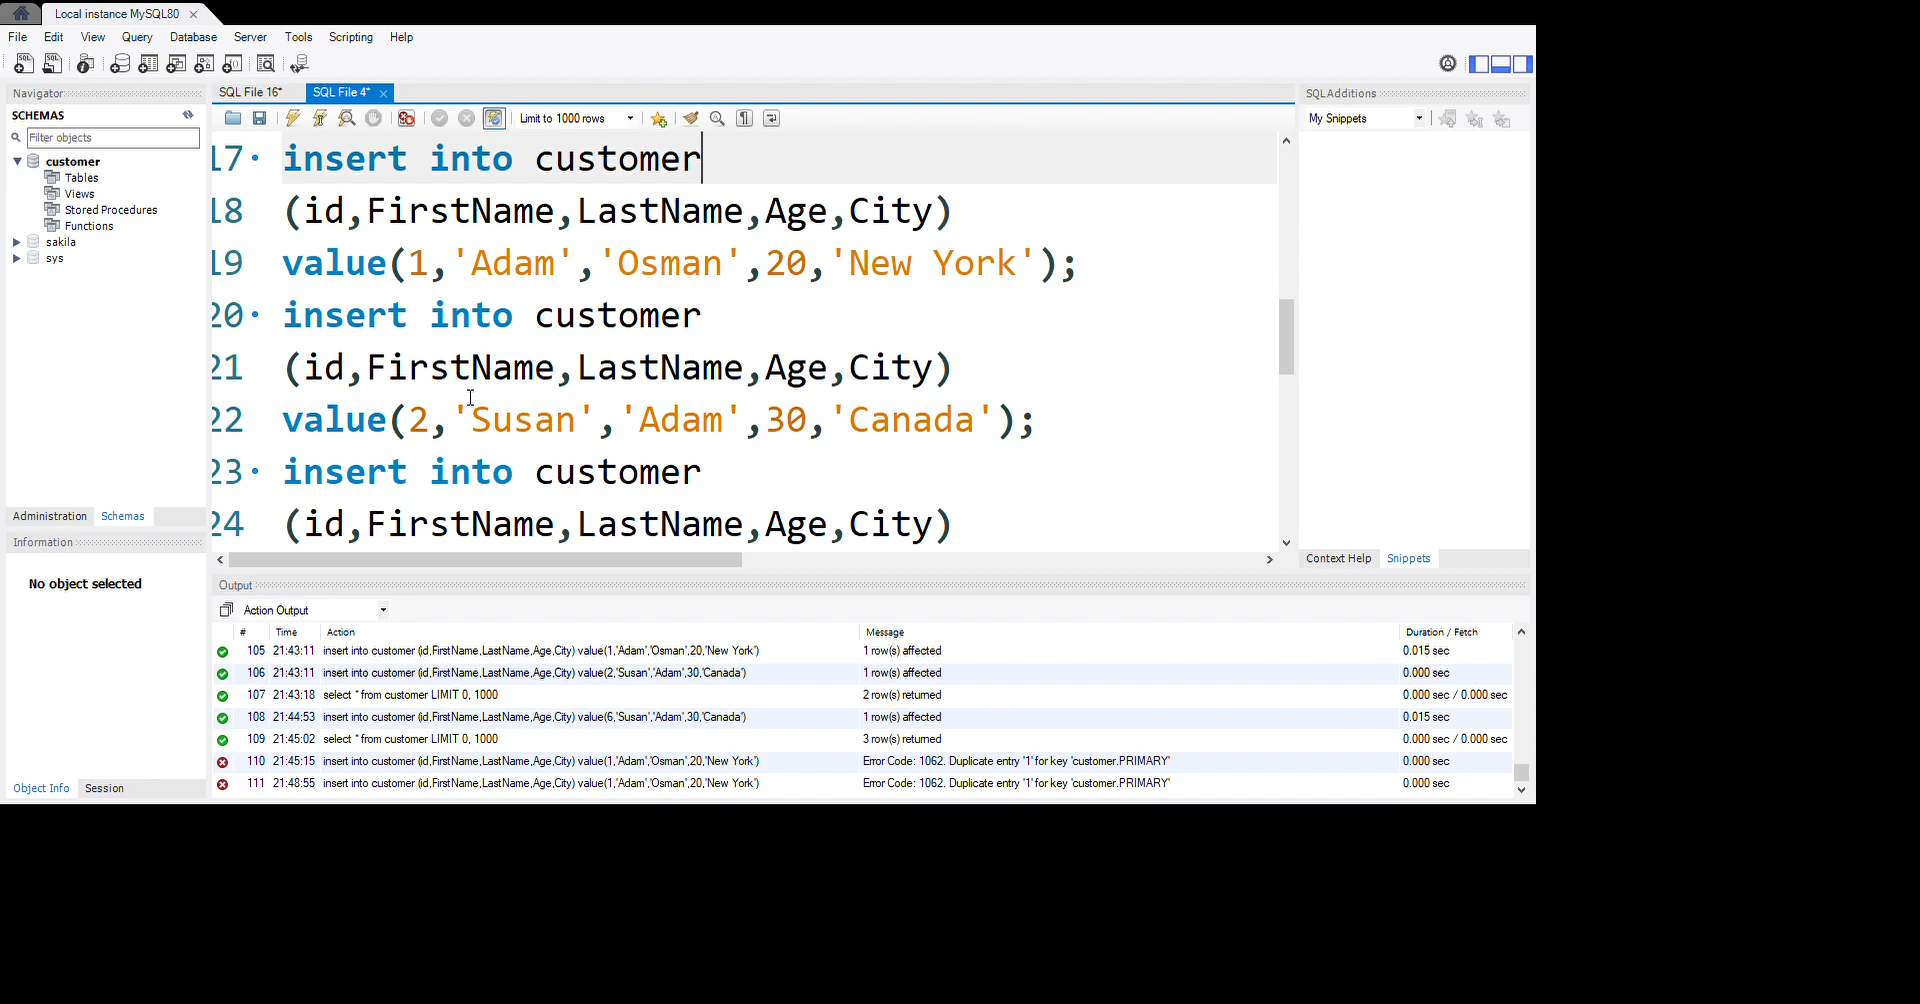 Local instance MySQL80
File Edit View Query Database Server Tools Scripting Help
Navigator
SCHEMAS
Filter objects
customer
Tables
Views
Stored Procedures
Functions
sakila
sys
Administration Schemas
Information
No object selected
Object Info Session
SQL File 16* SQL File 4*
Limit to 1000 rows
17 insert into customer
18 (id,FirstName,LastName,Age,City)
19 value(1,'Adam','Osman',20,'New York');
20 insert into customer
21 (id,FirstName,LastName,Age,City)
22 value(2,'Susan','Adam',30,'Canada');
23 insert into customer
24 (id,FirstName,LastName,Age,City)
SQLAdditions
My Snippets
Context Help Snippets
Output
Action Output
# Time Action Message Duration / Fetch
105 21:43:11 insert into customer (id,FirstName,LastName,Age,City) value(1,'Adam','Osman',20,'New York') 1 row(s) affected 0.015 sec
106 21:43:11 insert into customer (id,FirstName,LastName,Age,City) value(2,'Susan','Adam',30,'Canada') 1 row(s) affected 0.000 sec
107 21:43:18 select * from customer LIMIT 0, 1000 2 row(s) returned 0.000 sec / 0.000 sec
108 21:44:53 insert into customer (id,FirstName,LastName,Age,City) value(6,'Susan','Adam',30,'Canada') 1 row(s) affected 0.015 sec
109 21:45:02 select * from customer LIMIT 0, 1000 3 row(s) returned 0.000 sec / 0.000 sec
110 21:45:15 insert into customer (id,FirstName,LastName,Age,City) value(1,'Adam','Osman',20,'New York') Error Code: 1062. Duplicate entry '1' for key 'customer.PRIMARY' 0.000 sec
111 21:48:55 insert into customer (id,FirstName,LastName,Age,City) value(1,'Adam','Osman',20,'New York') Error Code: 1062. Duplicate entry '1' for key 'customer.PRIMARY' 0.000 sec